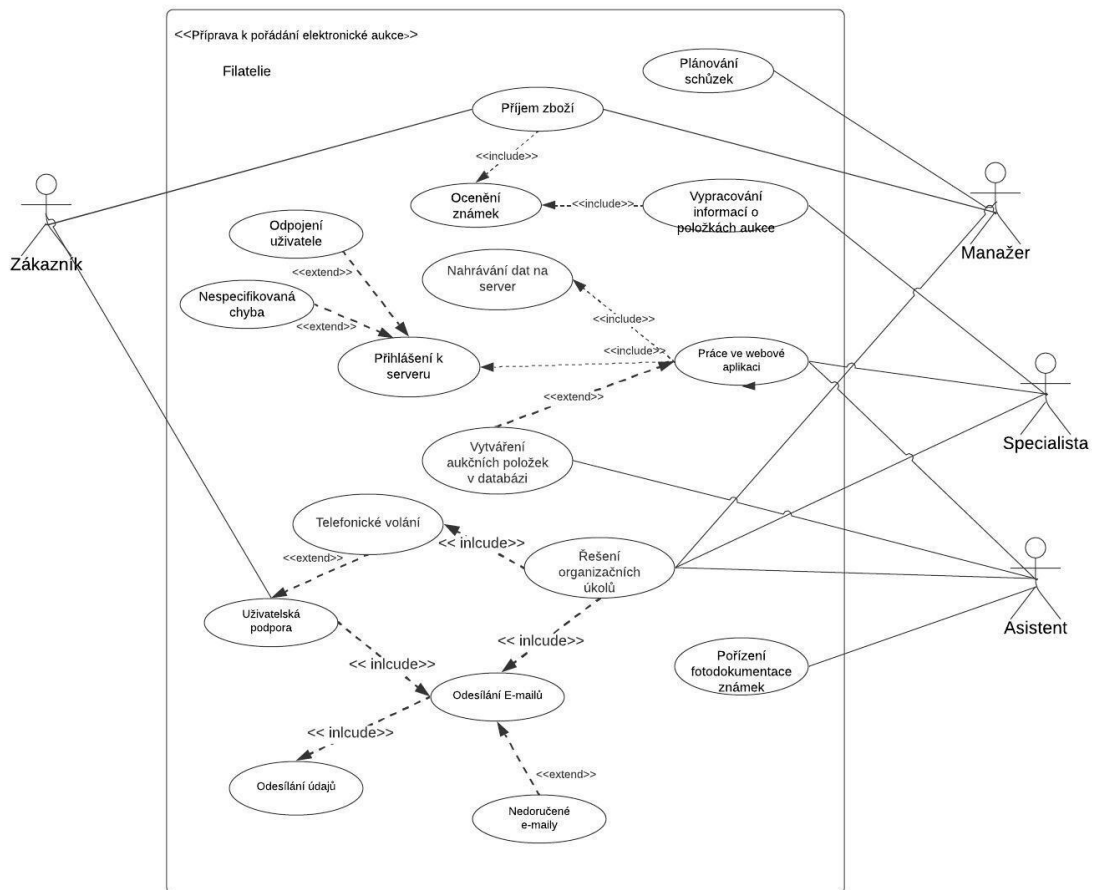 <<Příprava k pořádání elektronické aukce>>
Filatelie
Plánování
schůzek
Příjem zboží
<<include>>
Ocenění
známek
<<include>>
Vypracování
informací o
položkách aukce
Zákazník
Manažer
Odpojení
uživatele
<<extend>>
Nahrávání dat na
server
Nespecifikovaná
chyba
<<extend>>
<<include>>
Přihlášení k
serveru
<<include>>
Práce ve webové
aplikaci
<<extend>>
Specialista
Vytváření
aukčních položek
v databázi
Telefonické volání
<< inlcude>>
<<extend>>
Řešení
organizačních
úkolů
Uživatelská
podpora
Asistent
<< inlcude>>
<< inlcude>>
Pořízení
fotodokumentace
známek
Odesílání E-mailů
<< inlcude>>
Odesílání údajů
<<extend>>
Nedoručené
e-maily